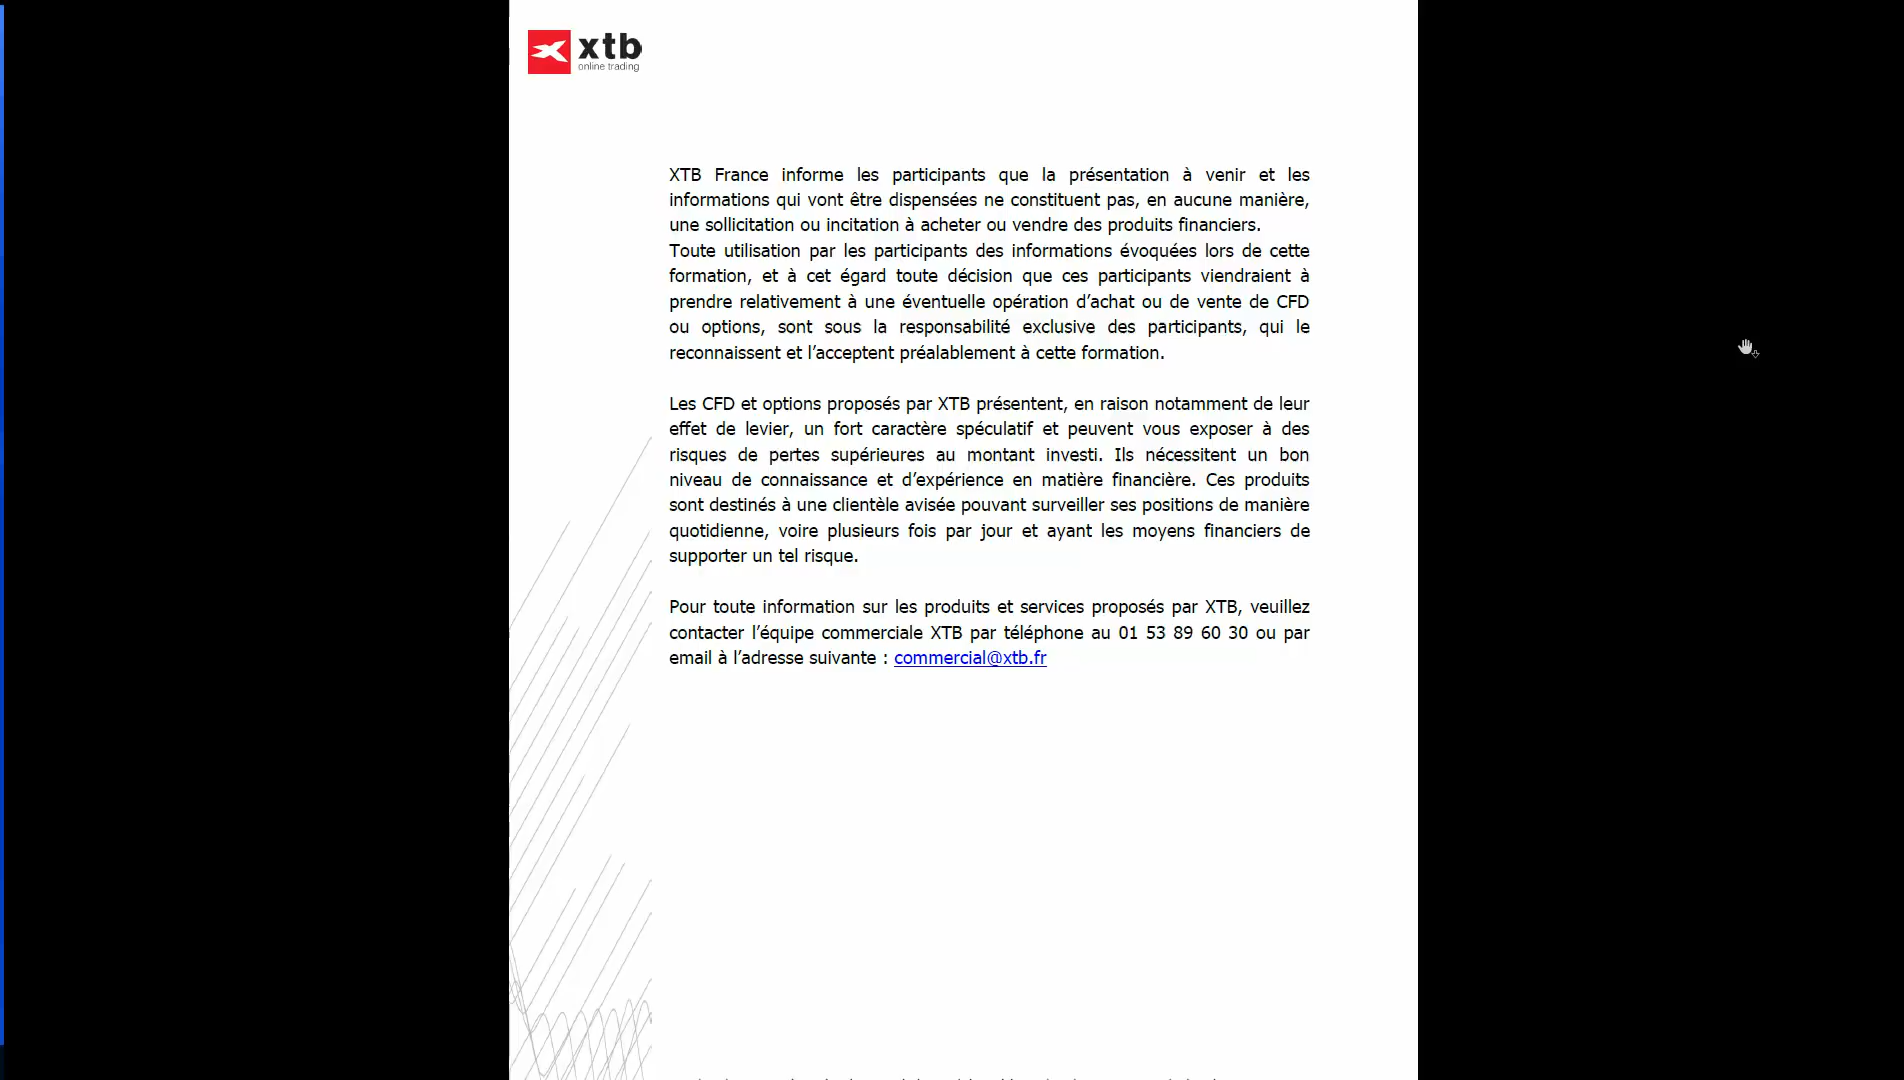 xtb
online trading
XTB France informe les participants que la présentation à venir et les
informations qui vont être dispensées ne constituent pas, en aucune manière,
une sollicitation ou incitation à acheter ou vendre des produits financiers.
Toute utilisation par les participants des informations évoquées lors de cette
formation, et à cet égard toute décision que ces participants viendraient à
prendre relativement à une éventuelle opération d’achat ou de vente de CFD
ou options, sont sous la responsabilité exclusive des participants, qui le
reconnaissent et l’acceptent préalablement à cette formation.
Les CFD et options proposés par XTB présentent, en raison notamment de leur
effet de levier, un fort caractère spéculatif et peuvent vous exposer à des
risques de pertes supérieures au montant investi. Ils nécessitent un bon
niveau de connaissance et d’expérience en matière financière. Ces produits
sont destinés à une clientèle avisée pouvant surveiller ses positions de manière
quotidienne, voire plusieurs fois par jour et ayant les moyens financiers de
supporter un tel risque.
Pour toute information sur les produits et services proposés par XTB, veuillez
contacter l’équipe commerciale XTB par téléphone au 01 53 89 60 30 ou par
email à l’adresse suivante : commercial@xtb.fr